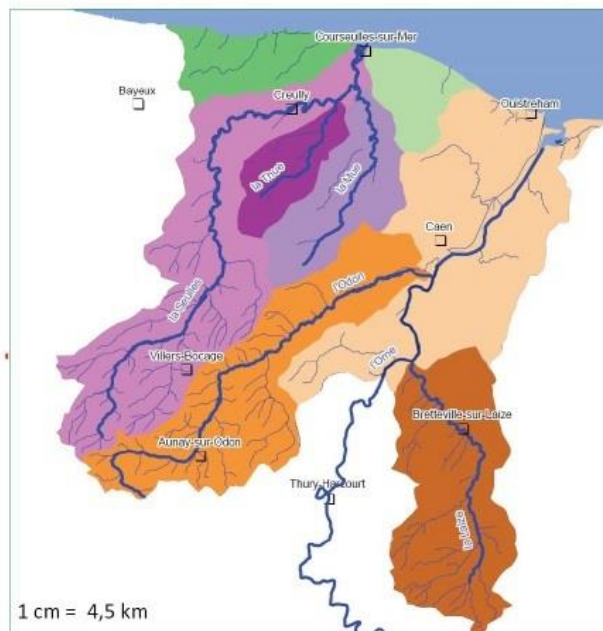 Courseulles-sur-Mer
Bayeux
Creully
Ouistreham
la Thue
la Mue
Caen
la Seulles
l'Odon
Villers-Bocage
l'Orne
Bretteville-sur-Laize
Aunay-sur-Odon
Thury-Harcourt
la Laize
1 cm = 4,5 km